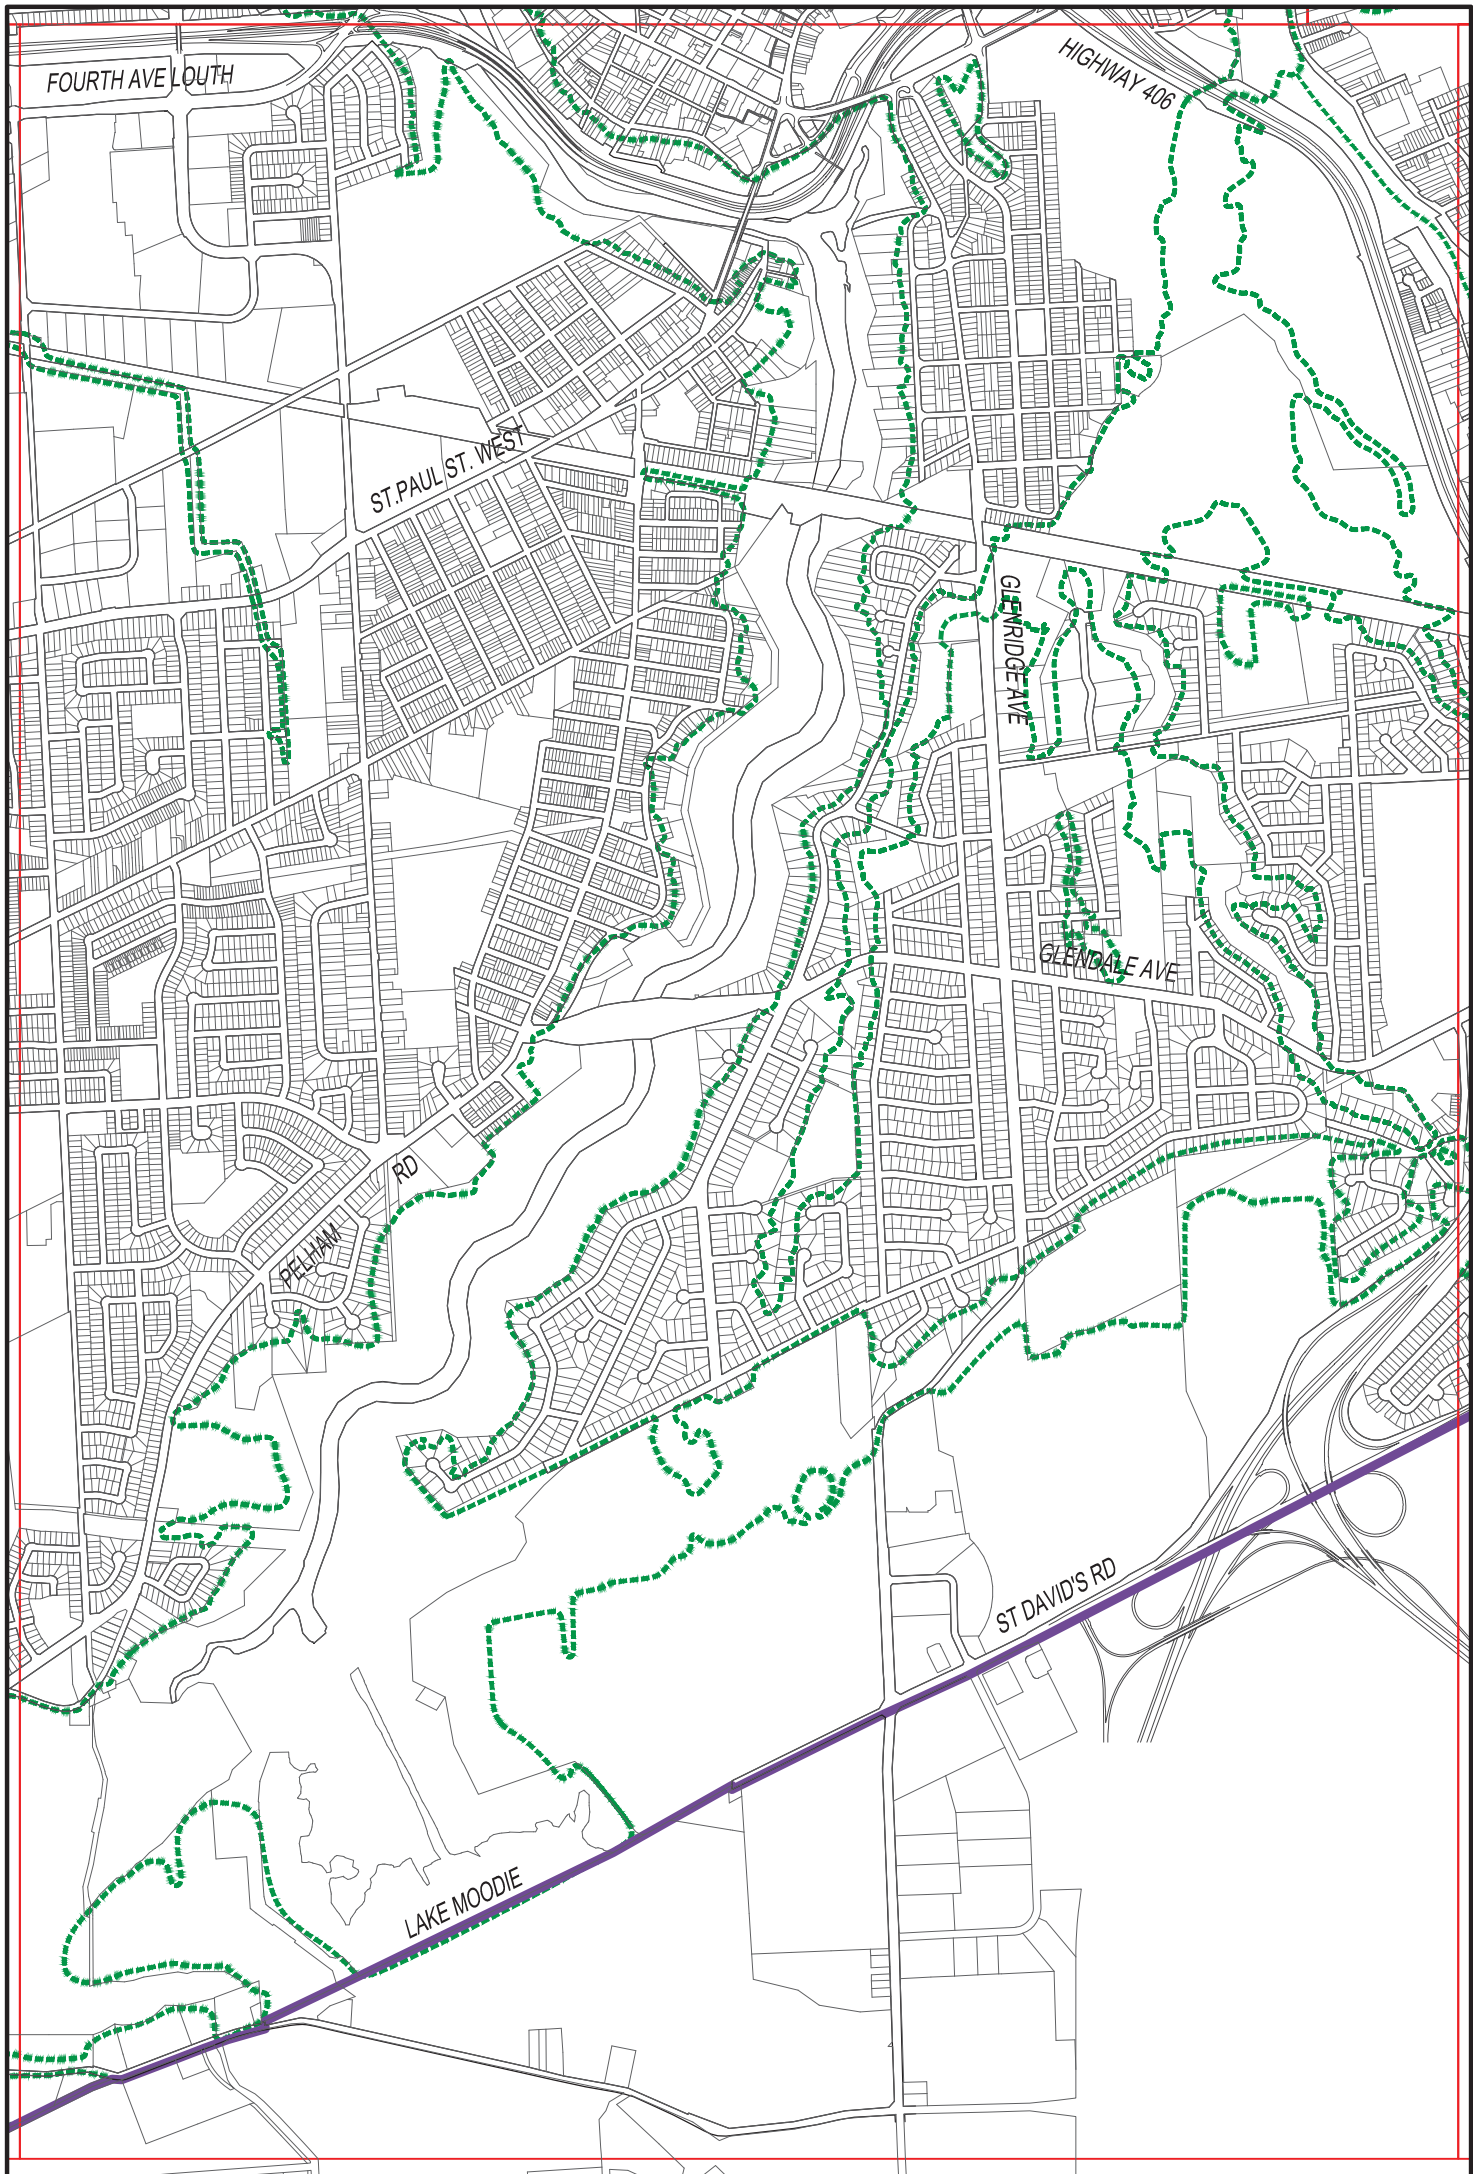 FOURTH AVE LOUTH
HIGHWAY 406
ST.PAUL ST. WEST
GLENRIDGE AVE
GLENDALE AVE
PELHAM
RD
ST DAVID'S RD
LAKE MOODIE